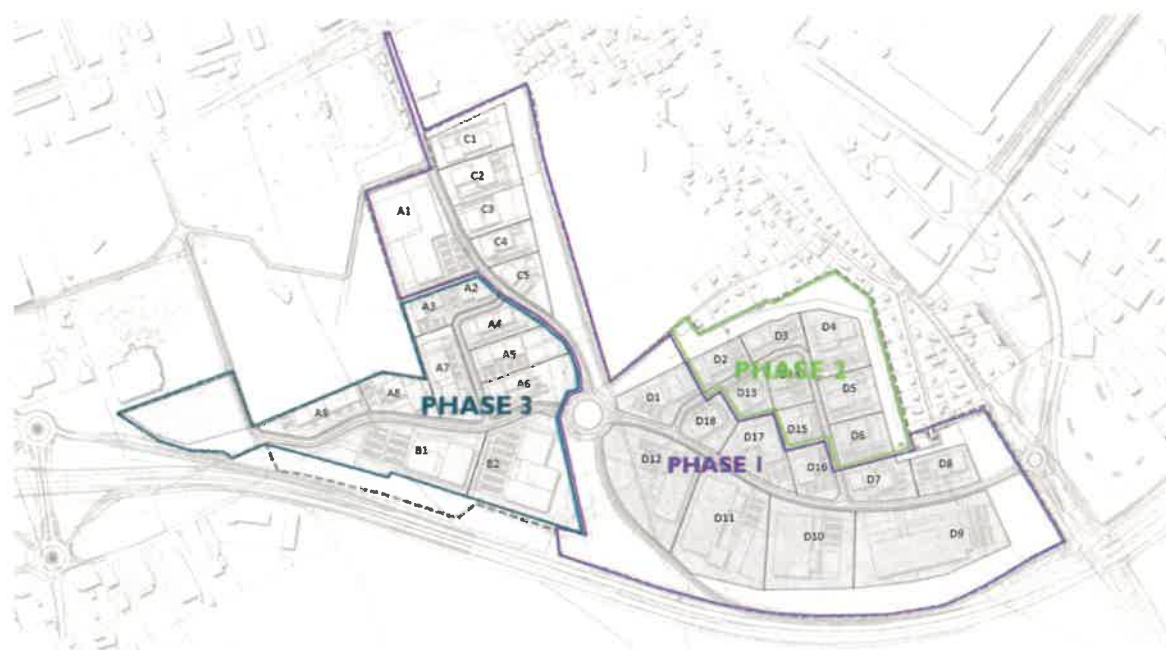 C1
C2
A1
C3
C4
C5
A2
A3
A4
D3
D4
A5
D2
A7
PHASE 2
A6
D5
A8
D1
D13
PHASE 3
A9
D18
D15
D6
D17
B1
D12
B2
PHASE 1
D16
D8
D7
D11
D10
D9